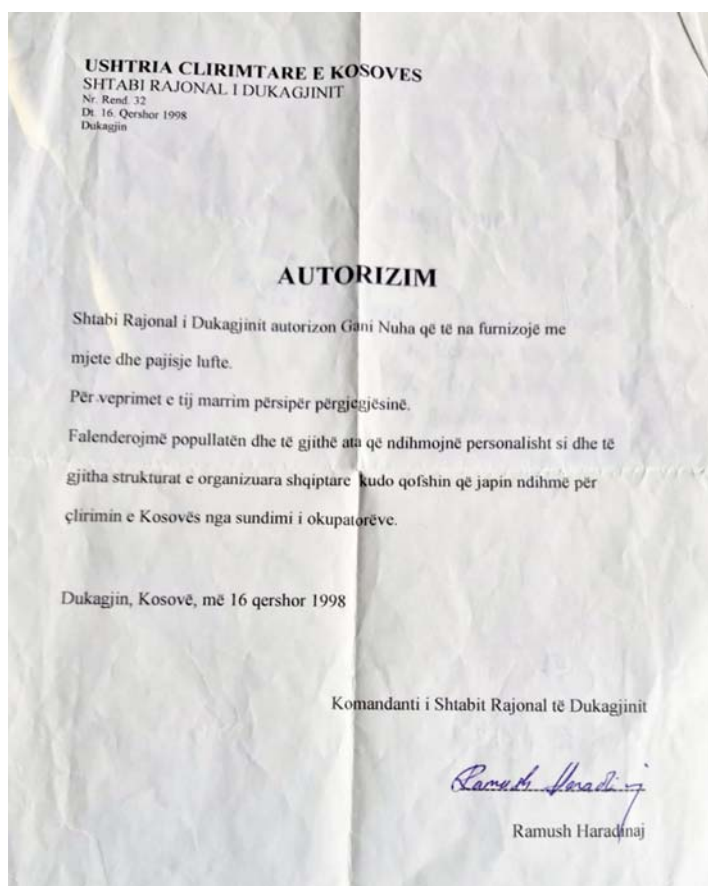 USHTRIA CLIRIMTARE E KOSOVES
SHTABI RAJONAL I DUKAGJINIT
Nr. Rend. 32
Dt. 16. Qershor 1998
Dukagjin
AUTORIZIM
Shtabi Rajonal i Dukagjinit autorizon Gani Nuha që të na furnizojë me
mjete dhe pajisje lufte.
Për veprimet e tij marrim përsipër përgjegjësinë.
Falenderojmë popullatën dhe të gjithë ata që ndihmojnë personalisht si dhe të
gjitha strukturat e organizuara shqiptare kudo qofshin që japin ndihmë për
çlirimin e Kosovës nga sundimi i okupatorëve.
Dukagjin, Kosovë, më 16 qershor 1998
Komandanti i Shtabit Rajonal të Dukagjinit
Ramush Haradinaj
Ramush Haradinaj